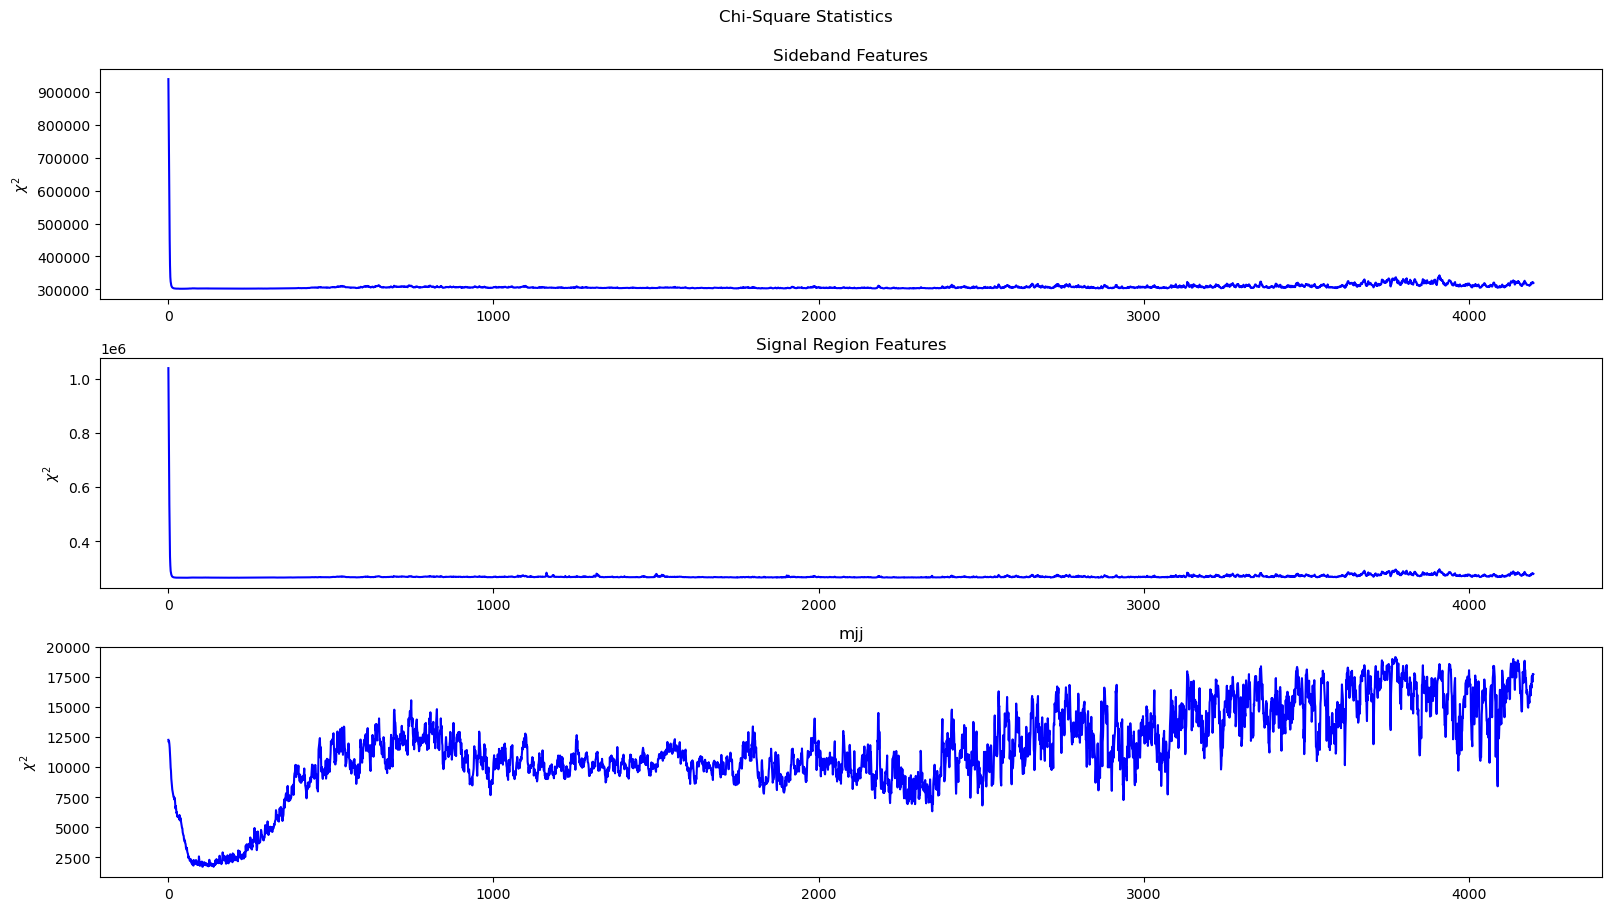 Chi-Square Statistics
Sideband Features
χ²
900000
800000
700000
600000
500000
400000
300000
0 1000 2000 3000 4000
Signal Region Features
1e6
χ²
1.0
0.8
0.6
0.4
0 1000 2000 3000 4000
mjj
χ²
20000
17500
15000
12500
10000
7500
5000
2500
0 1000 2000 3000 4000